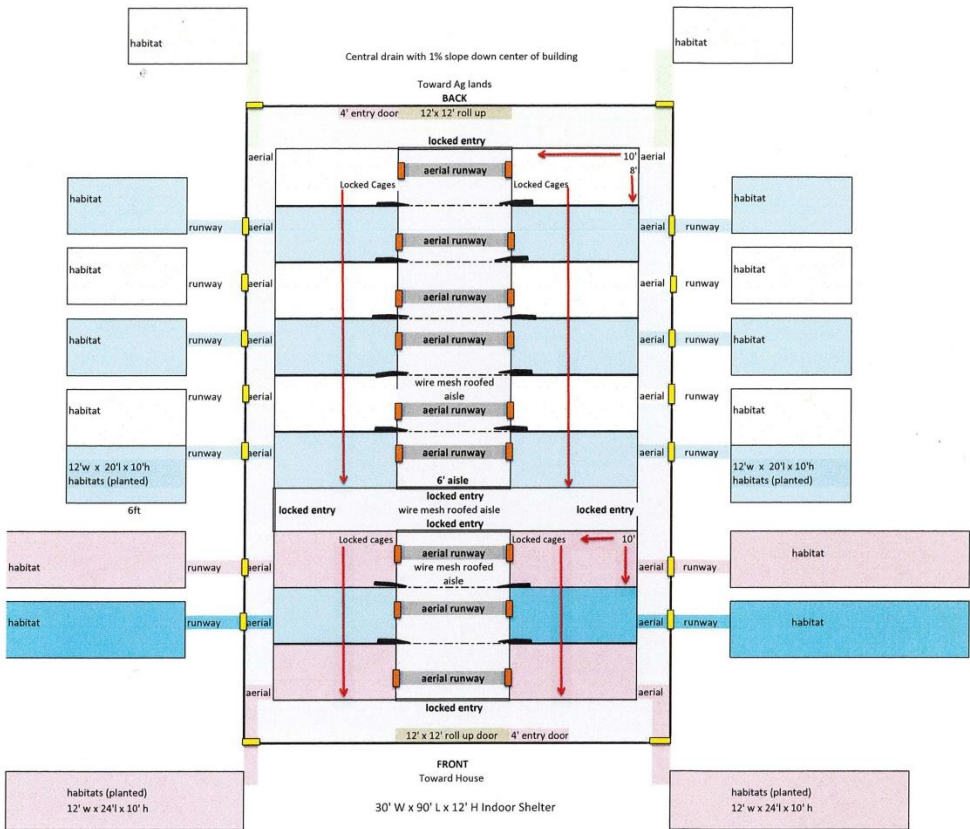 habitat
habitat
Central drain with 1% slope down center of building
Toward Ag lands
BACK
4' entry door 12'x 12' roll up
locked entry
aerial 10' aerial
aerial runway
8'
Locked Cages Locked Cages
habitat habitat
runway aerial aerial runway
aerial runway
habitat habitat
runway aerial aerial runway
aerial runway
habitat habitat
runway aerial aerial runway aerial runway
wire mesh roofed
aisle
habitat runway aerial aerial runway habitat
aerial runway
runway aerial aerial runway aerial runway
12'w x 20'l x 10'h 12'w x 20'l x 10'h
habitats (planted) habitats (planted)
6' aisle
locked entry
6ft
locked entry wire mesh roofed aisle locked entry
locked entry
Locked cages Locked cages 10'
habitat aerial runway habitat
wire mesh roofed
aisle
runway aerial aerial runway
aerial runway
habitat runway aerial aerial runway habitat
aerial aerial runway aerial
locked entry
12' x 12' roll up door 4' entry door
FRONT
Toward House
habitats (planted) habitats (planted)
12' w x 24'l x 10' h 12' w x 24'l x 10' h
30' W x 90' L x 12' H Indoor Shelter